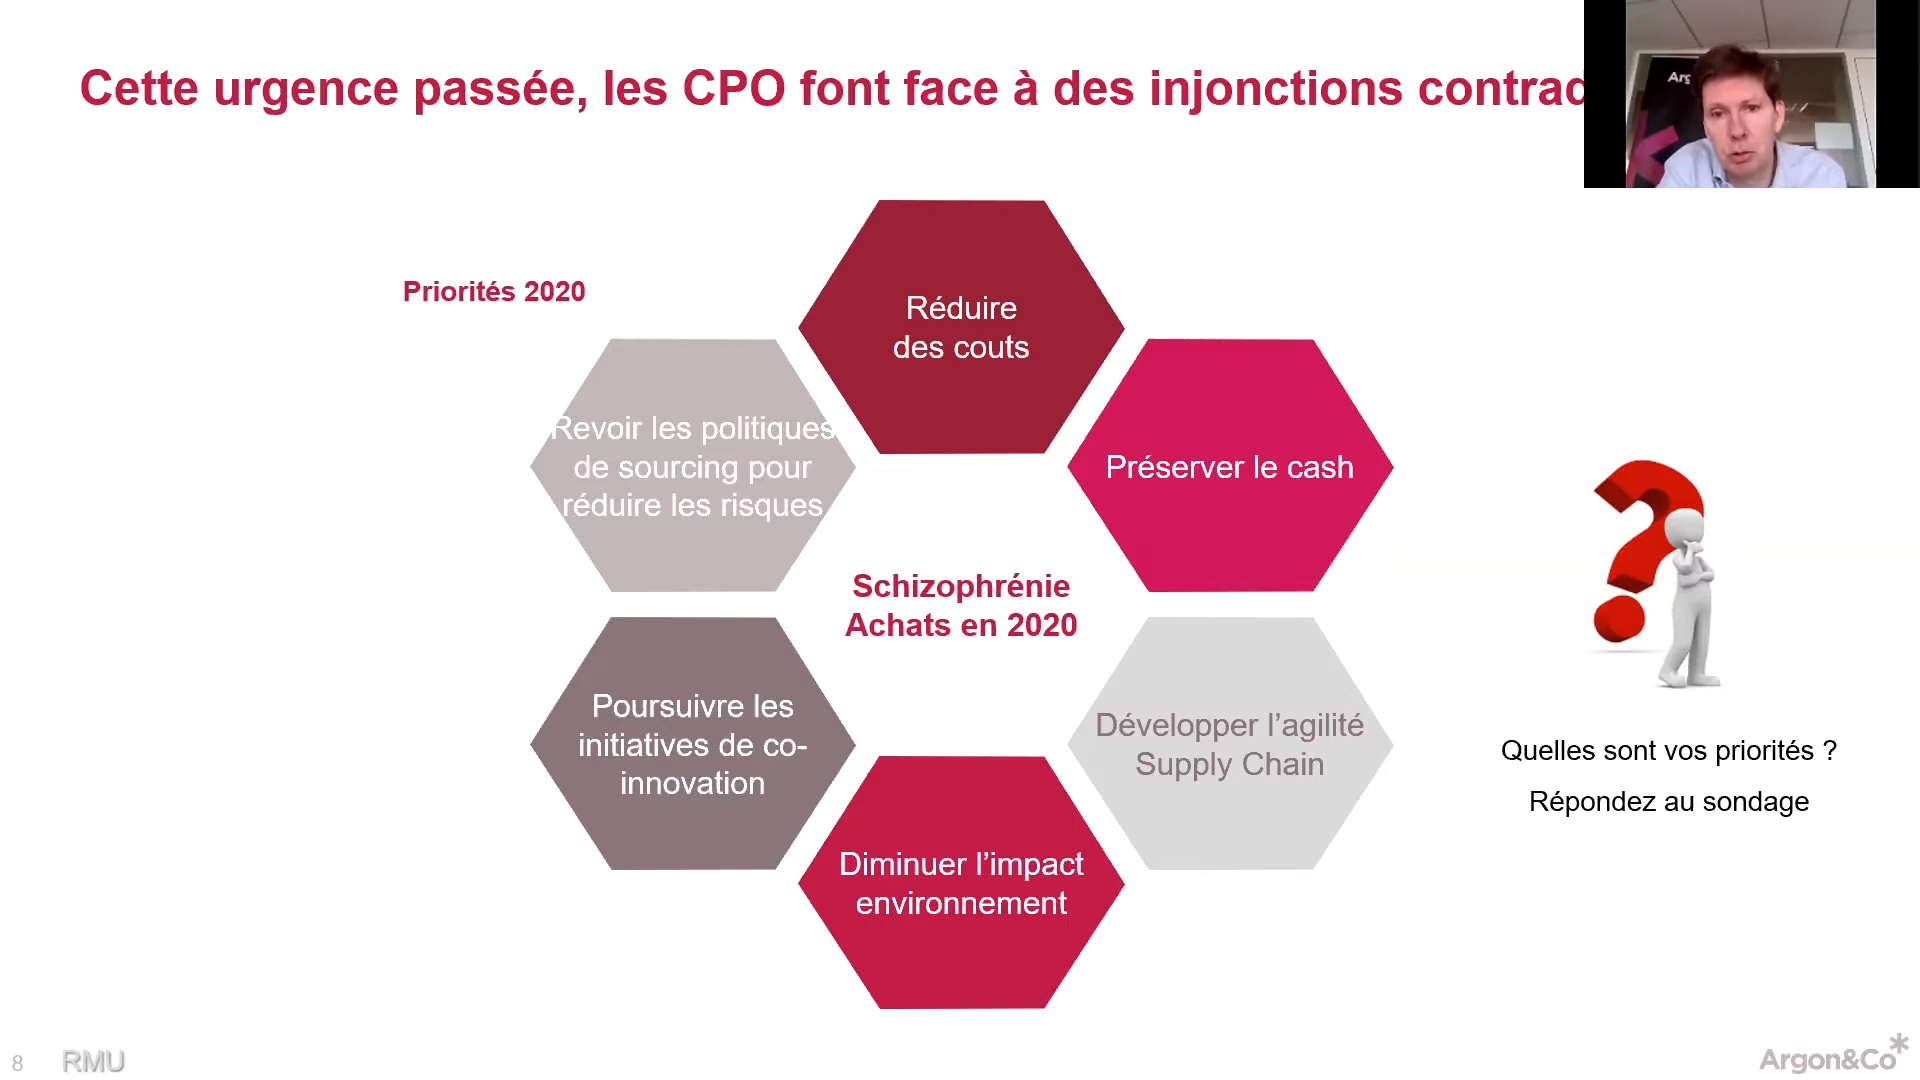 Cette urgence passée, les CPO font face à des injonctions
Priorités 2020
Réduire
des couts
Préserver le cash
Développer l’agilité
Supply Chain
Diminuer l’impact
environnement
Poursuivre les
initiatives de co-
innovation
Revoir les politiques
de sourcing pour
réduire les risques
Schizophrénie
Achats en 2020
Quelles sont vos priorités ?
Répondez au sondage
8
RMU
Argon&Co